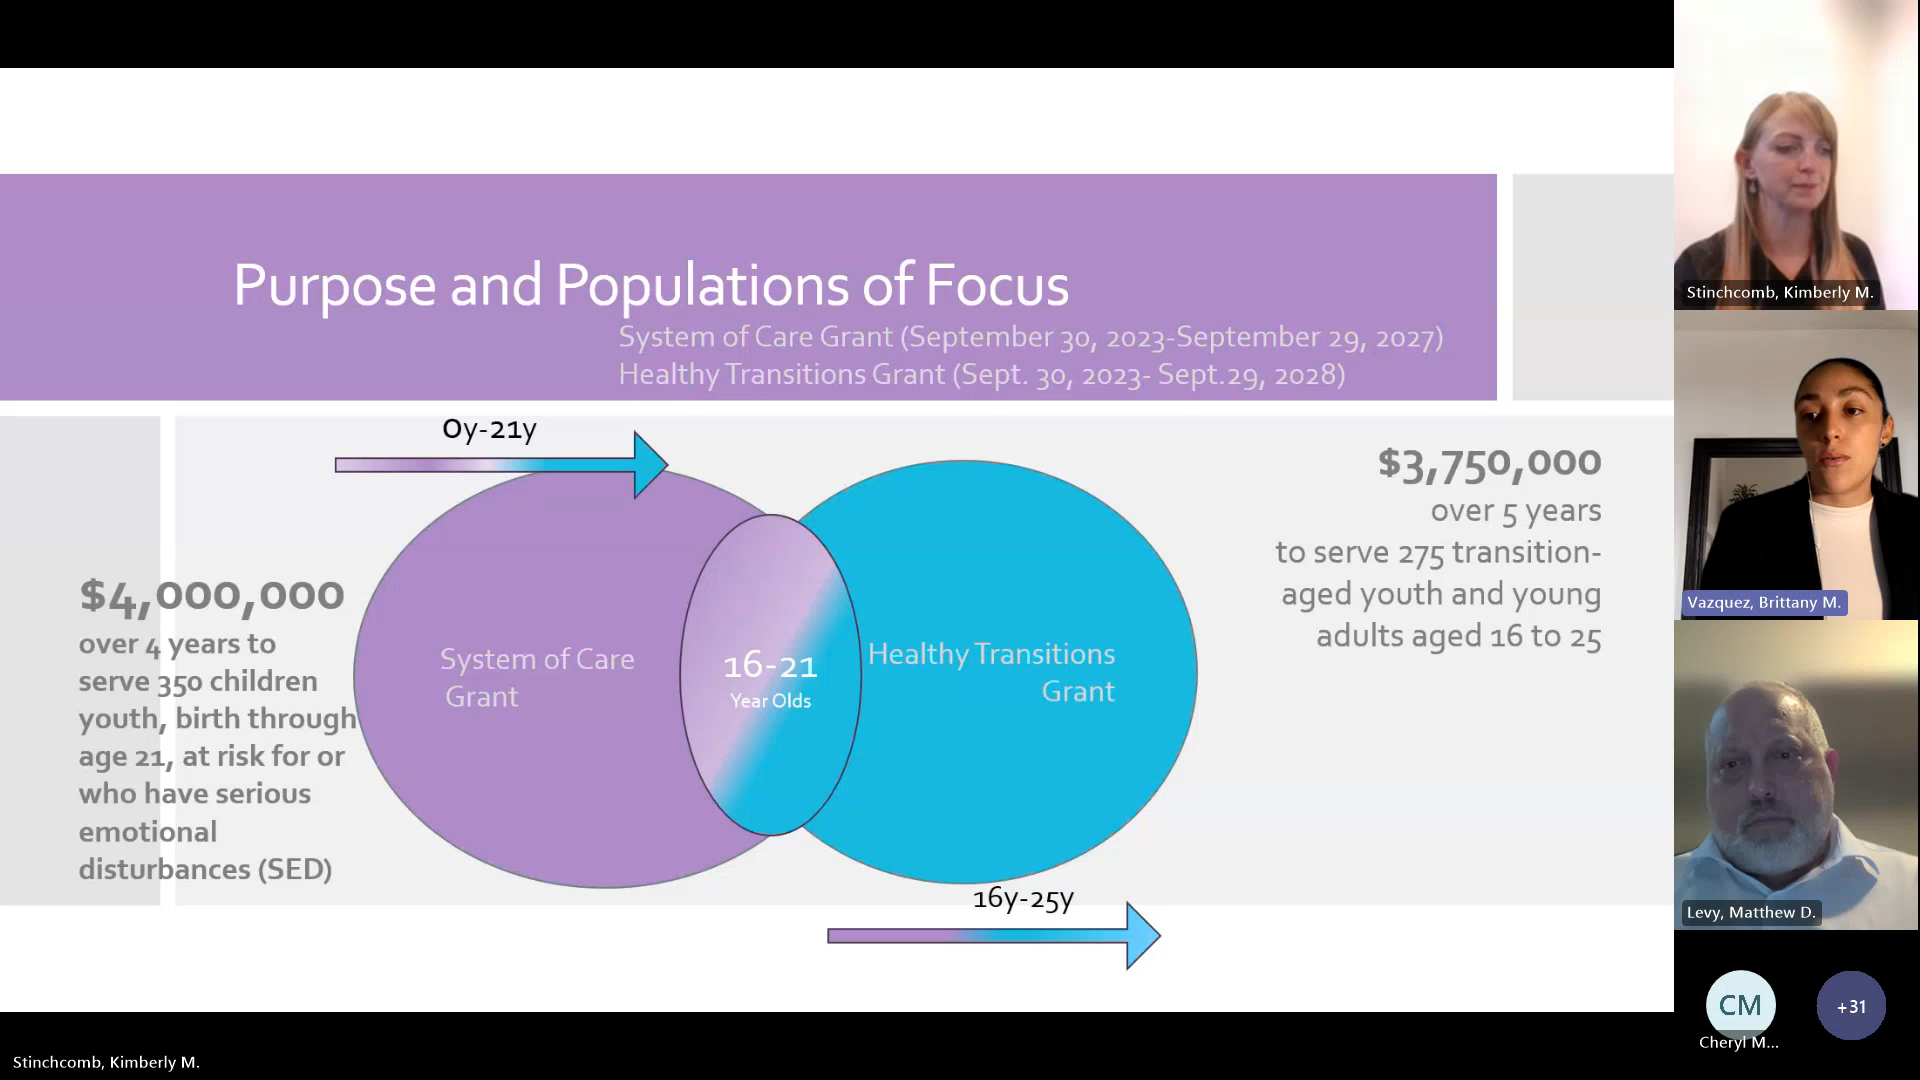 Purpose and Populations of Focus
System of Care Grant (September 30, 2023-September 29, 2027)
Healthy Transitions Grant (Sept. 30, 2023- Sept.29, 2028)
0y-21y
$4,000,000
over 4 years to
serve 350 children
youth, birth through
age 21, at risk for or
who have serious
emotional
disturbances (SED)
System of Care
Grant
16-21
Year Olds
Healthy Transitions
Grant
$3,750,000
over 5 years
to serve 275 transition-
aged youth and young
adults aged 16 to 25
16y-25y
Stinchcomb, Kimberly M.
Vazquez, Brittany M.
Levy, Matthew D.
CM
Cheryl M...
+31
Stinchcomb, Kimberly M.